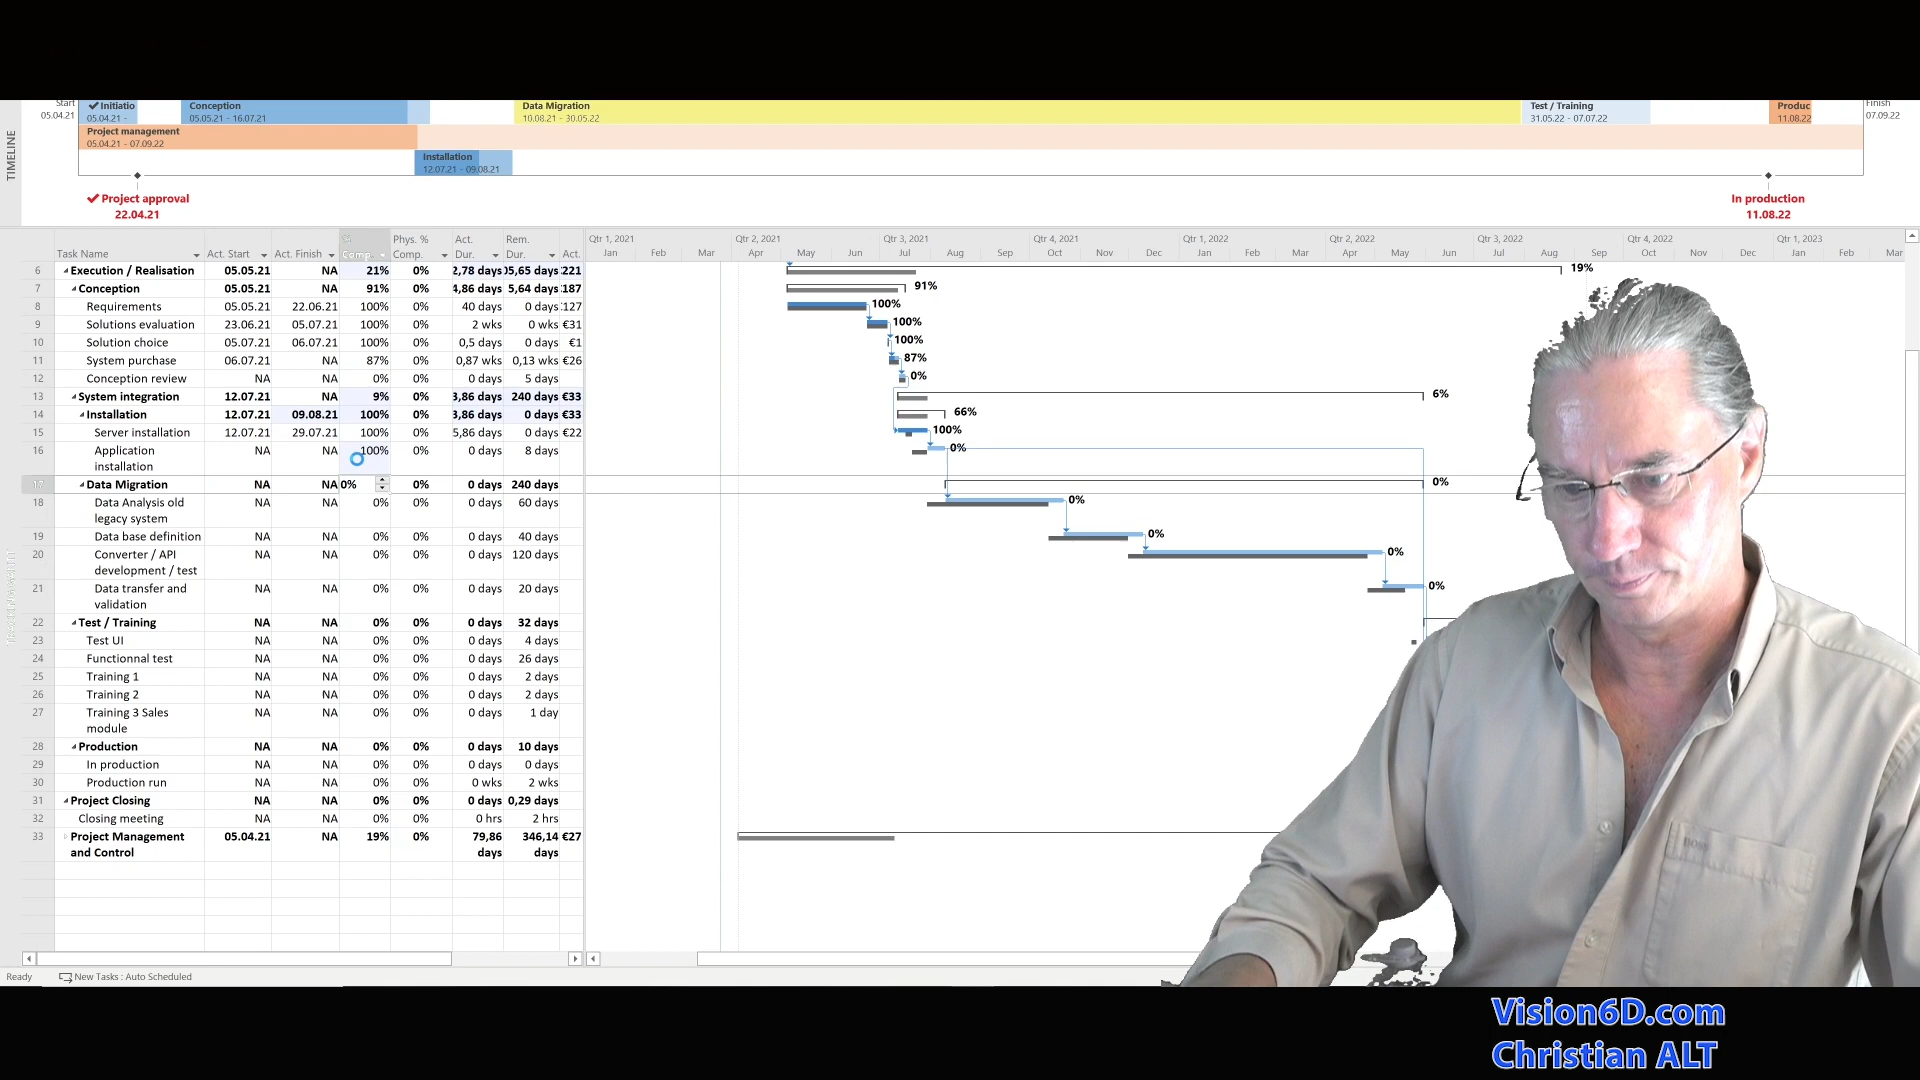 Start
05.04.21
Initiatio
05.04.21 -
Conception
05.05.21 - 16.07.21
Data Migration
10.08.21 - 30.05.22
Test / Training
31.05.22 - 07.07.22
Produc
11.08.22
Finish
07.09.22
TIMELINE
Project management
05.04.21 - 07.09.22
Installation
12.07.21 - 09.08.21
Project approval
22.04.21
In production
11.08.22
Task Name Act. Start Act. Finish % Comp. Phys. % Comp. Act. Dur. Rem. Dur. Act.
Qtr 1, 2021 Qtr 2, 2021 Qtr 3, 2021 Qtr 4, 2021 Qtr 1, 2022 Qtr 2, 2022 Qtr 3, 2022 Qtr 4, 2022 Qtr 1, 2023
Jan Feb Mar Apr May Jun Jul Aug Sep Oct Nov Dec Jan Feb Mar Apr May Jun Jul Aug Sep Oct Nov Dec Jan Feb Mar
6 Execution / Realisation 05.05.21 NA 21% 0% 2,78 days 5,65 days 221 19%
7 Conception 05.05.21 NA 91% 0% 4,86 days 5,64 days 187 91%
8 Requirements 05.05.21 22.06.21 100% 0% 40 days 0 days 127 100%
9 Solutions evaluation 23.06.21 05.07.21 100% 0% 2 wks 0 wks €31 100%
10 Solution choice 05.07.21 06.07.21 100% 0% 0,5 days 0 days €1 100%
11 System purchase 06.07.21 NA 87% 0% 0,87 wks 0,13 wks €26 87%
12 Conception review NA NA 0% 0% 0 days 5 days 0%
13 System integration 12.07.21 NA 9% 0% 3,86 days 240 days €33 6%
14 Installation 12.07.21 09.08.21 100% 0% 3,86 days 0 days €33 66%
15 Server installation 12.07.21 29.07.21 100% 0% 5,86 days 0 days €22 100%
16 Application NA NA 100% 0% 0 days 8 days 0%
installation
17 Data Migration NA NA 0% 0% 0 days 240 days 0%
18 Data Analysis old NA NA 0% 0% 0 days 60 days 0%
legacy system
19 Data base definition NA NA 0% 0% 0 days 40 days 0%
20 Converter / API NA NA 0% 0% 0 days 120 days 0%
development / test
21 Data transfer and NA NA 0% 0% 0 days 20 days 0%
validation
22 Test / Training NA NA 0% 0% 0 days 32 days
23 Test UI NA NA 0% 0% 0 days 4 days
24 Functionnal test NA NA 0% 0% 0 days 26 days
25 Training 1 NA NA 0% 0% 0 days 2 days
26 Training 2 NA NA 0% 0% 0 days 2 days
27 Training 3 Sales NA NA 0% 0% 0 days 1 day
module
28 Production NA NA 0% 0% 0 days 10 days
29 In production NA NA 0% 0% 0 days 0 days
30 Production run NA NA 0% 0% 0 wks 2 wks
31 Project Closing NA NA 0% 0% 0 days 0,29 days
32 Closing meeting NA NA 0% 0% 0 hrs 2 hrs
33 Project Management 05.04.21 NA 19% 0% 79,86 346,14 €27
and Control days days
Ready New Tasks : Auto Scheduled
Vision6D.com
Christian ALT